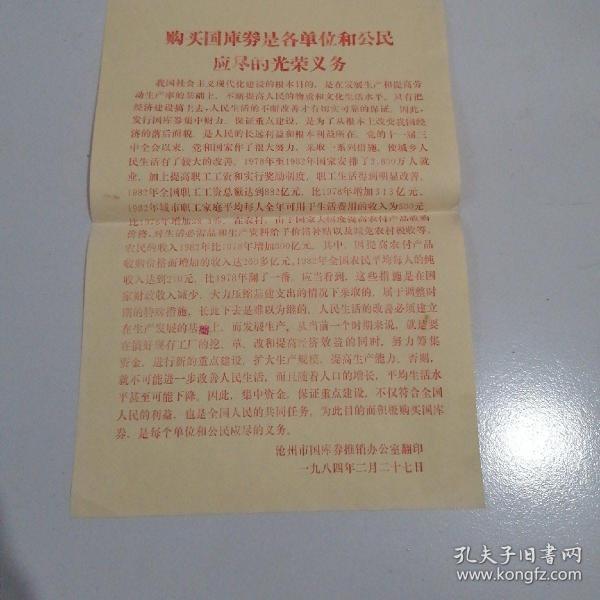 购买国库券是各单位和公民
应尽的光荣义务
我国社会主义现代化建设的根本目的，是在发展生产和提高劳
动生产率的基础上，不断提高人民的物质和文化生活水平。只有把
经济建设搞上去，人民生活的不断改善才有切实可靠的保证。因此，
发行国库券集中财力，保证重点建设，是为了从根本上改变我国经
济的落后面貌，是人民的长远利益和根本利益所在。党的十一届三
中全会以来，党和国家作了很大努力，采取一系列措施，使城乡人
民生活有了较大的改善。1978年至1982年国家安排了3,800万人就
业，加上提高职工工资和实行奖励制度，职工生活得到明显改善。
1982年全国职工工资总额达到882亿元，比1978年增加313亿元。
1982年城市职工家庭平均每人全年可用于生活费用的收入为500元
比1978年增加 在农村，由于国家大幅度提高农付产品收购
价格，对生活必需品和生产资料给予价格补贴以及减免农村税收等，
农民的收入1982年比1978年增加300亿元，其中，因提高农付产品
收购价格而增加的收入达260多亿元。1982年全国农民平均每人的纯
收入达到270元，比1978年翻了一番。应当看到，这些措施是在国
家财政收入减少、大力压缩基建支出的情况下采取的，属于调整时
期的特殊措施，长此下去是难以为继的。人民生活的改善必须建立
在生产发展的基础上，而发展生产，从当前一个时期来说，就是要
在搞好现有工厂的挖、革、改和提高经济效益的同时，努力筹集
资金，进行新的重点建设，扩大生产规模，提高生产能力。否则，
就不可能进一步改善人民生活，而且随着人口的增长，平均生活水
平甚至可能下降。因此，集中资金，保证重点建设，不仅符合全国
人民的利益，也是全国人民的共同任务，为此目的而积极购买国库
券，是每个单位和公民应尽的义务。
沧州市国库券推销办公室翻印
一九八四年二月二十七日
孔夫子旧书网
www.kongfz.com